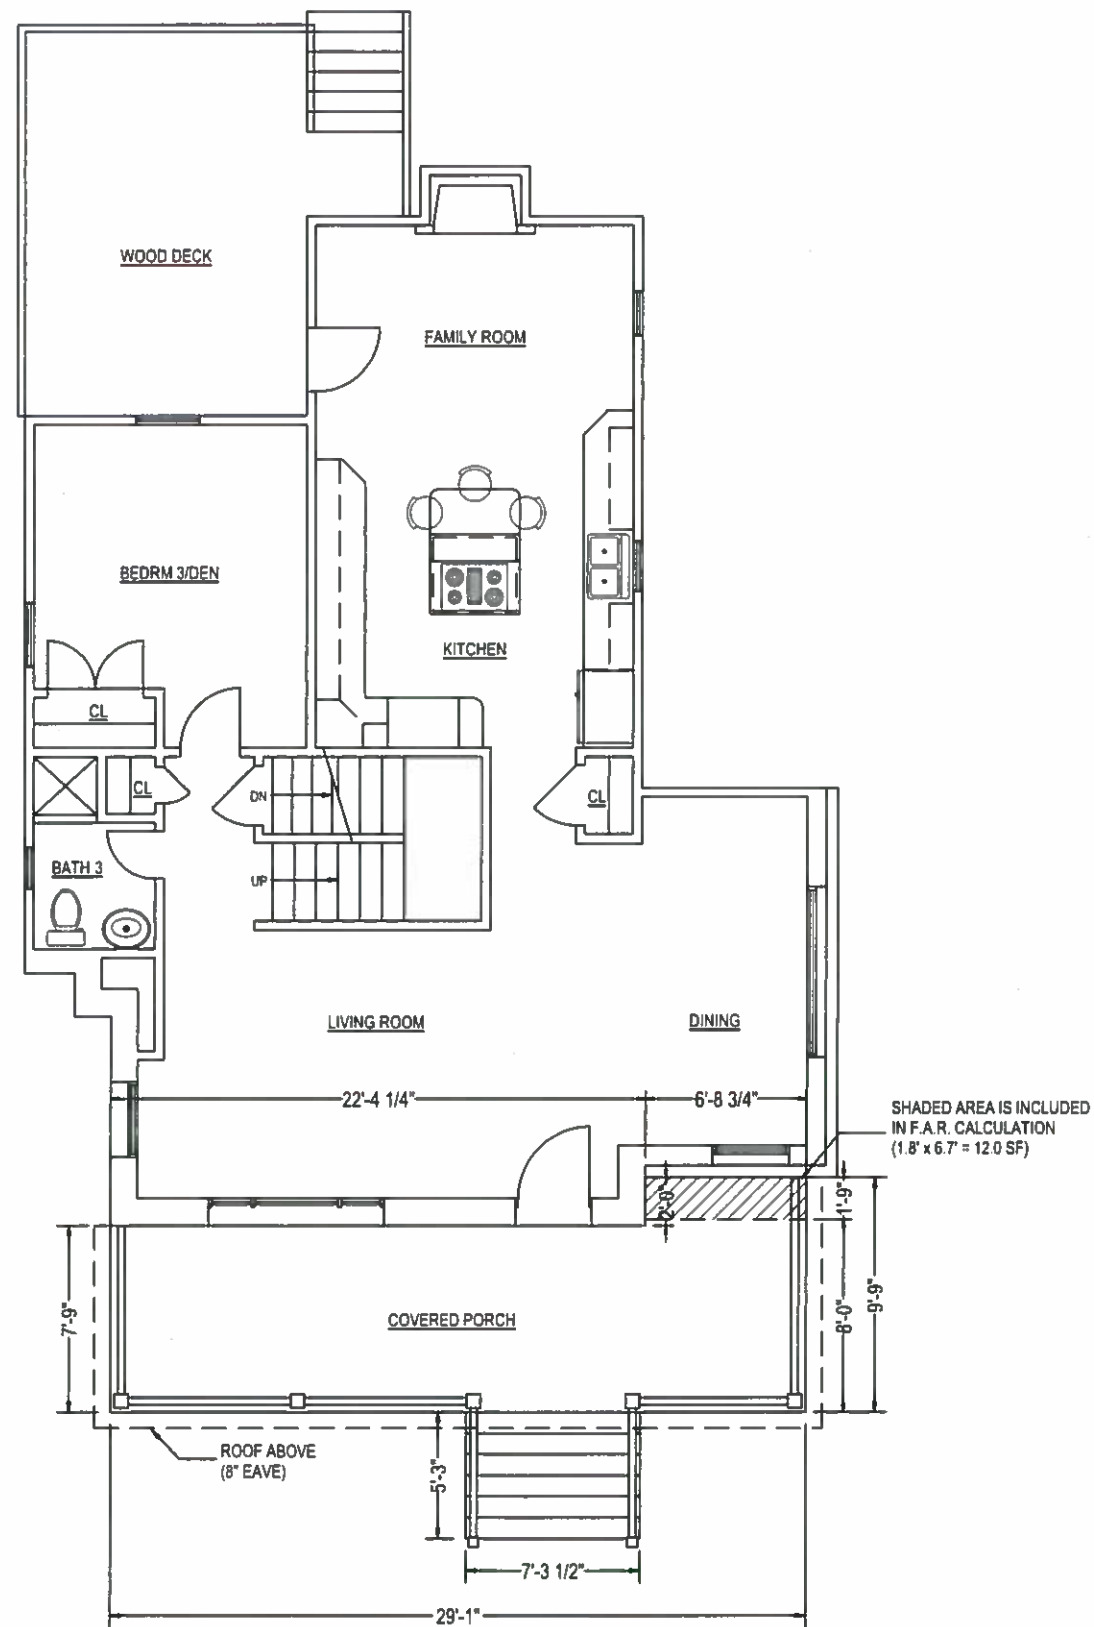 WOOD DECK
FAMILY ROOM
BEDRM 3/DEN
KITCHEN
CL
CL
DN
CL
BATH 3
UP
LIVING ROOM
DINING
22'-4 1/4"
6'-8 3/4"
SHADED AREA IS INCLUDED
IN F.A.R. CALCULATION
(1.8' x 6.7' = 12.0 SF)
2'-0"
1'-9"
7'-9"
COVERED PORCH
8'-0"
9'-9"
ROOF ABOVE
(8" EAVE)
5'-3"
7'-3 1/2"
29'-1"